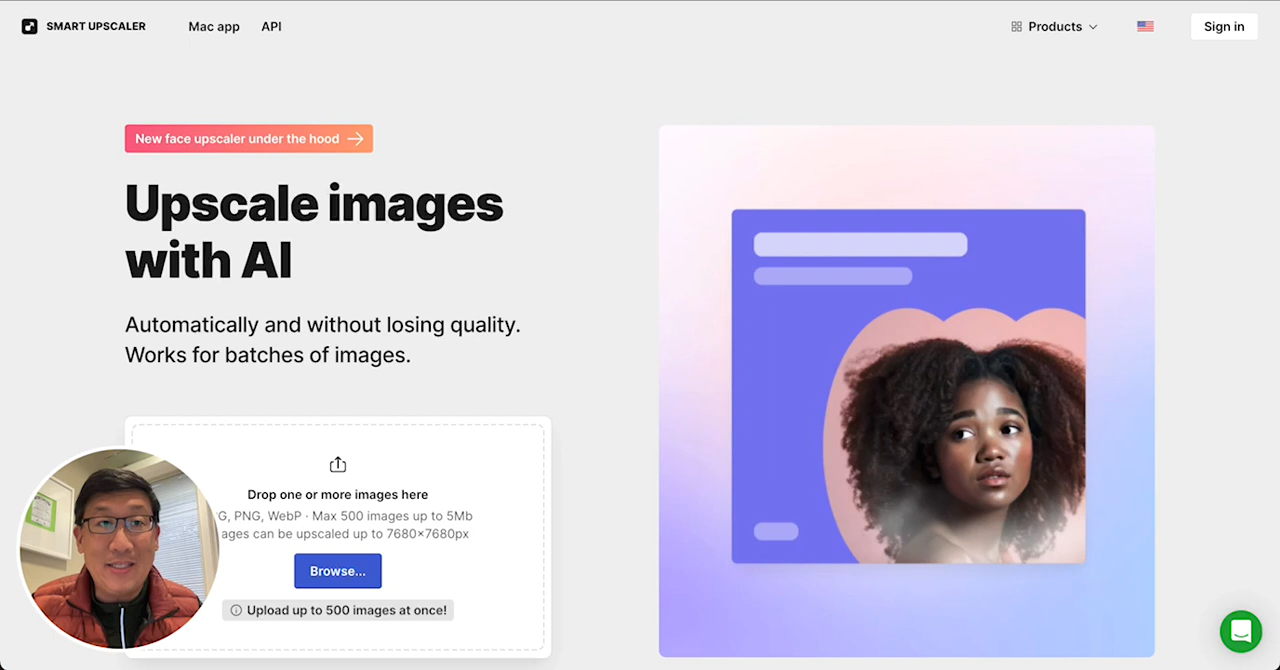 SMART UPSCALER
Mac app
API
Products
Sign in
New face upscaler under the hood
Upscale images
with AI
Automatically and without losing quality.
Works for batches of images.
Drop one or more images here
G, PNG, WebP · Max 500 images up to 5Mb
ages can be upscaled up to 7680×7680px
Browse...
Upload up to 500 images at once!